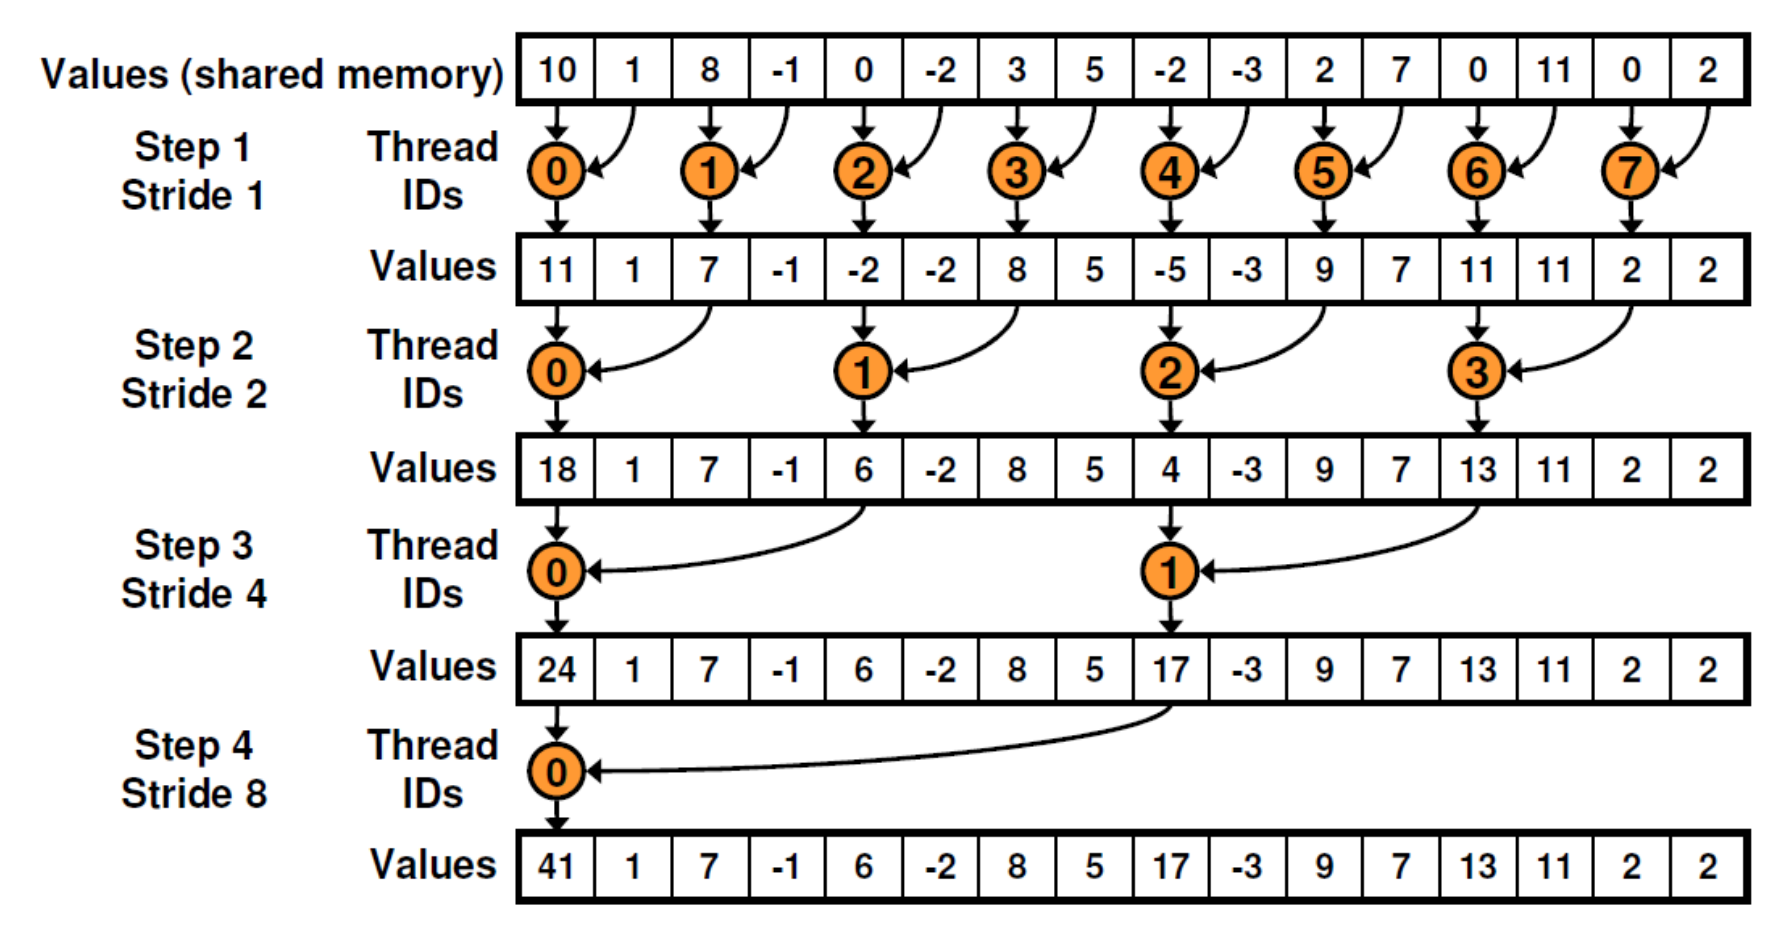 Values (shared memory) 10 1 8 -1 0 -2 3 5 -2 -3 2 7 0 11 0 2
Step 1 Thread
Stride 1 IDs
0 1 2 3 4 5 6 7
Values 11 1 7 -1 -2 -2 8 5 -5 -3 9 7 11 11 2 2
Step 2 Thread
Stride 2 IDs
0 1 2 3
Values 18 1 7 -1 6 -2 8 5 4 -3 9 7 13 11 2 2
Step 3 Thread
Stride 4 IDs
0 1
Values 24 1 7 -1 6 -2 8 5 17 -3 9 7 13 11 2 2
Step 4 Thread
Stride 8 IDs
0
Values 41 1 7 -1 6 -2 8 5 17 -3 9 7 13 11 2 2